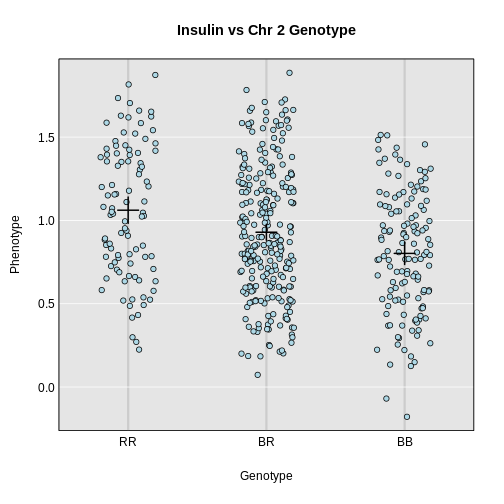 Insulin vs Chr 2 Genotype
Phenotype
1.5
1.0
0.5
0.0
RR BR BB
Genotype